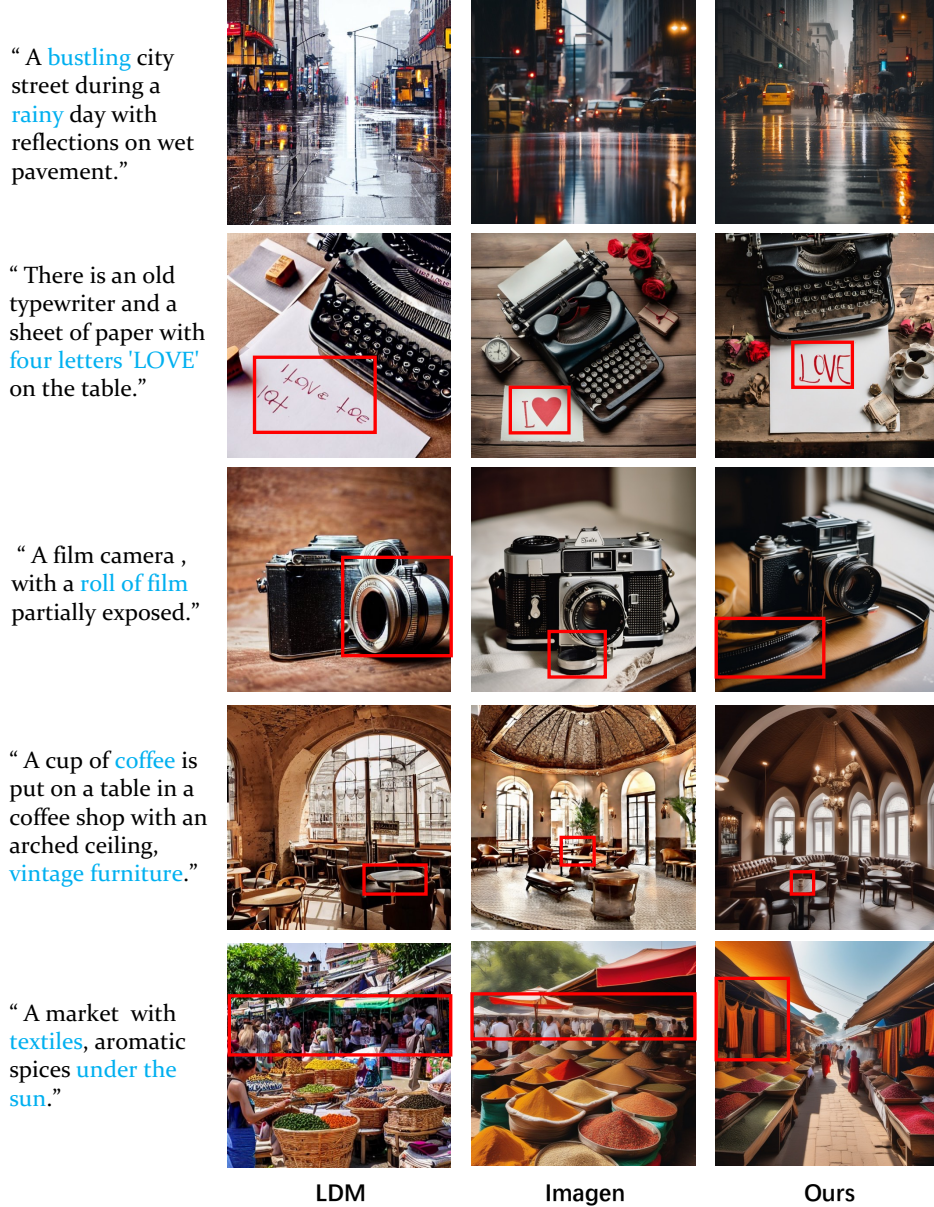 “ A bustling city
street during a
rainy day with
reflections on wet
pavement.”
“ There is an old
typewriter and a
sheet of paper with
four letters 'LOVE'
on the table.”
LOVE
I
LOVE
“ A film camera ,
with a roll of film
partially exposed.”
“ A cup of coffee is
put on a table in a
coffee shop with an
arched ceiling,
vintage furniture.”
“ A market  with
textiles, aromatic
spices under the
sun.”
LDM
Imagen
Ours